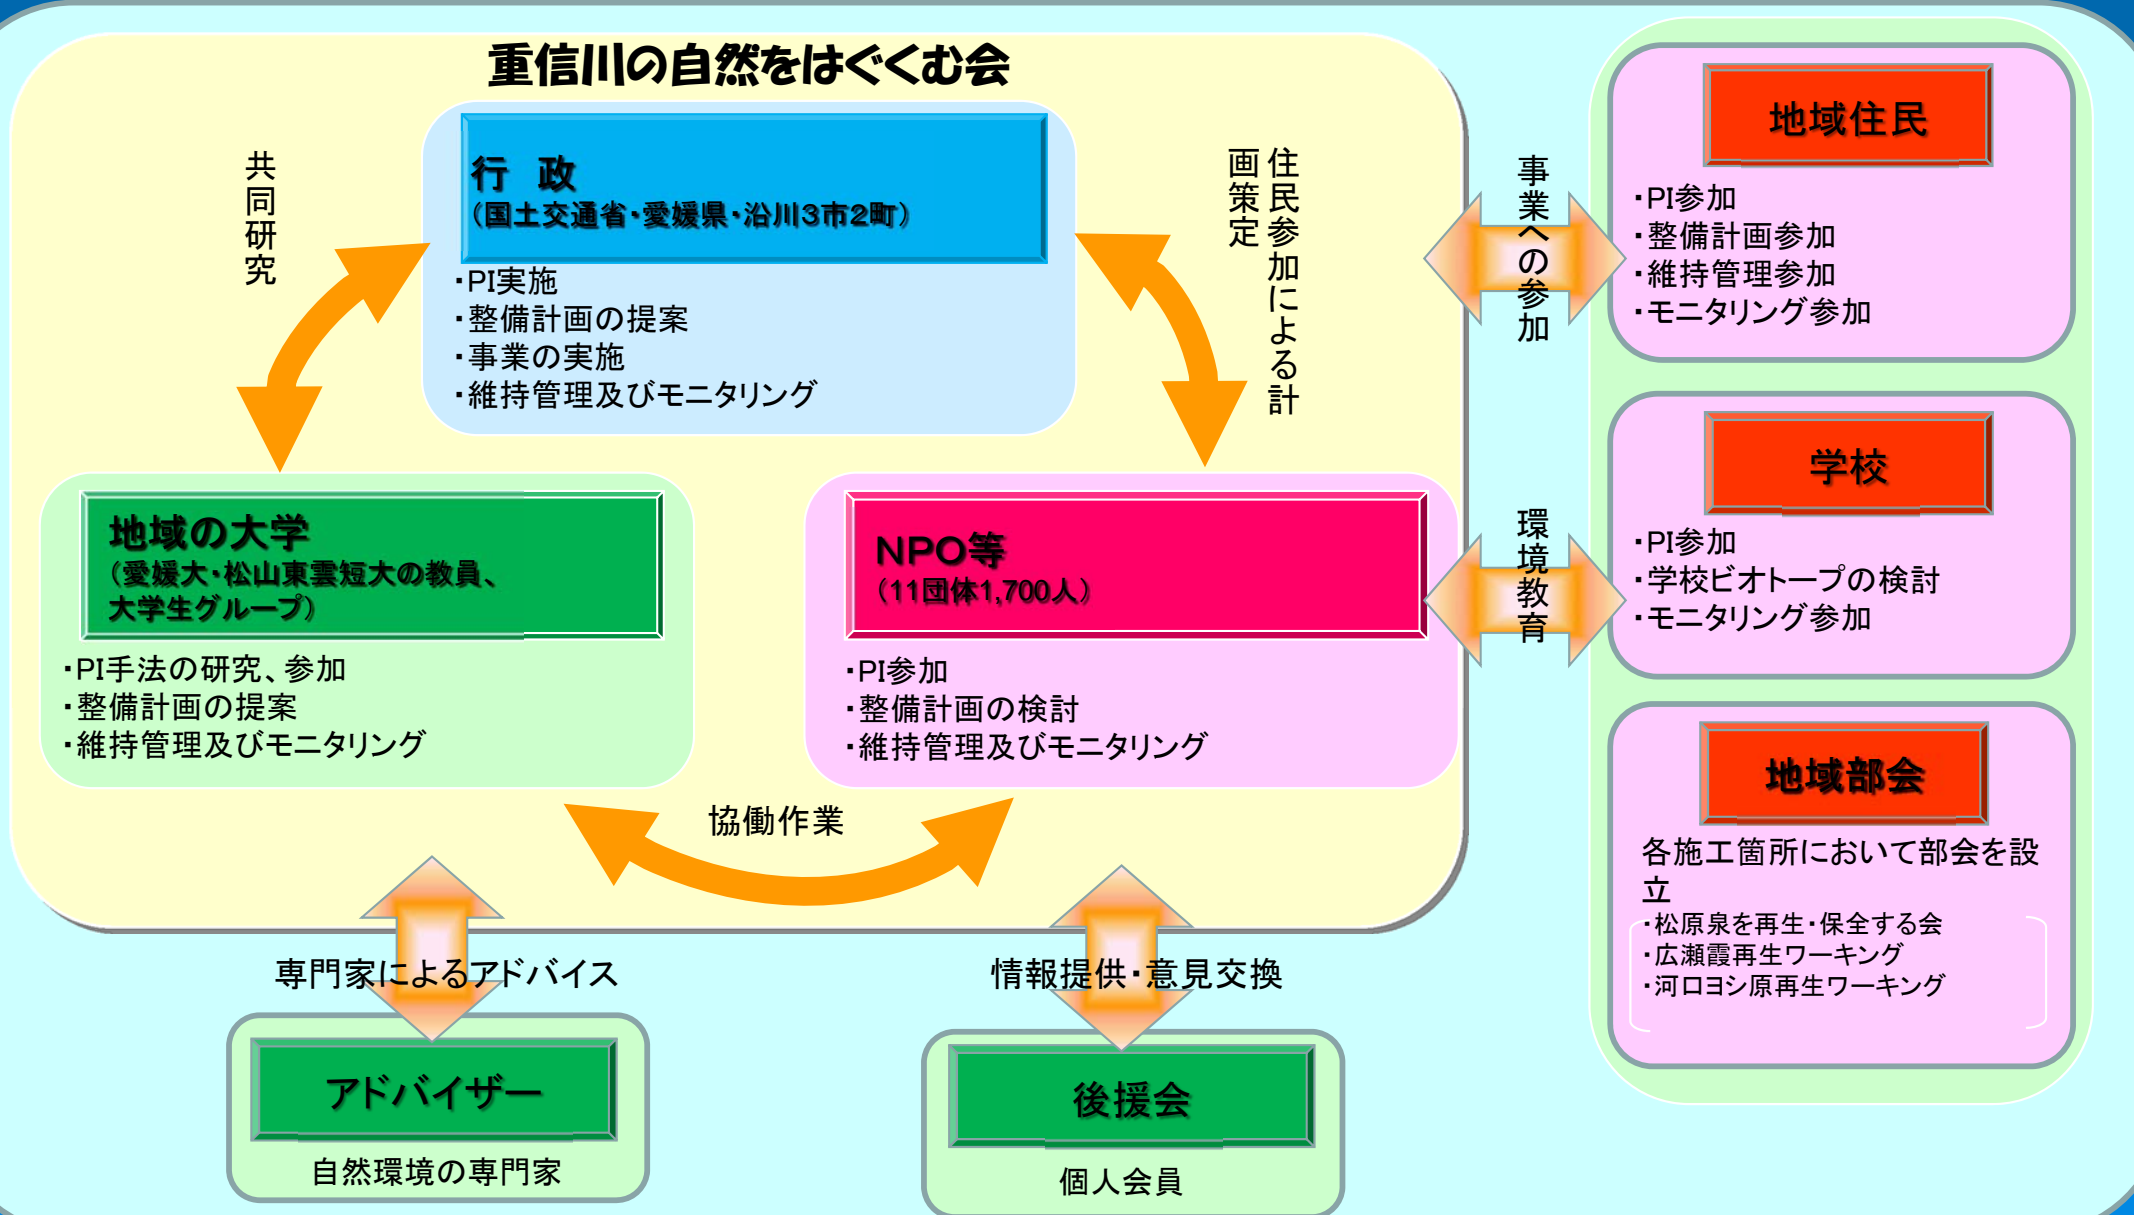 重信川の自然をはぐくむ会
行 政
（国土交通省・愛媛県・沿川3市2町）
・PI実施
・整備計画の提案
・事業の実施
・維持管理及びモニタリング
共同研究
住民参加による計
画策定
地域の大学
（愛媛大・松山東雲短大の教員、
大学生グループ）
・PI手法の研究、参加
・整備計画の提案
・維持管理及びモニタリング
NPO等
（11団体1,700人）
・PI参加
・整備計画の検討
・維持管理及びモニタリング
協働作業
事業への参加
環境教育
地域住民
・PI参加
・整備計画参加
・維持管理参加
・モニタリング参加
学校
・PI参加
・学校ビオトープの検討
・モニタリング参加
地域部会
各施工箇所において部会を設
立
・松原泉を再生・保全する会
・広瀬霞再生ワーキング
・河口ヨシ原再生ワーキング
専門家によるアドバイス
アドバイザー
自然環境の専門家
情報提供・意見交換
後援会
個人会員